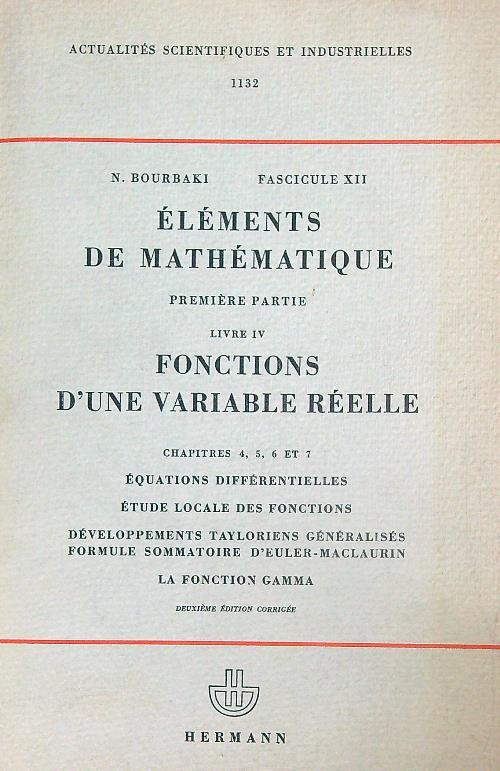 ACTUALITÉS SCIENTIFIQUES ET INDUSTRIELLES
1132
N. BOURBAKI FASCICULE XII
ÉLÉMENTS
DE MATHÉMATIQUE
PREMIÈRE PARTIE
LIVRE IV
FONCTIONS
D'UNE VARIABLE RÉELLE
CHAPITRES 4, 5, 6 ET 7
ÉQUATIONS DIFFÉRENTIELLES
ÉTUDE LOCALE DES FONCTIONS
DÉVELOPPEMENTS TAYLORIENS GÉNÉRALISÉS
FORMULE SOMMATOIRE D'EULER-MACLAURIN
LA FONCTION GAMMA
DEUXIÈME ÉDITION CORRIGÉE
HERMANN